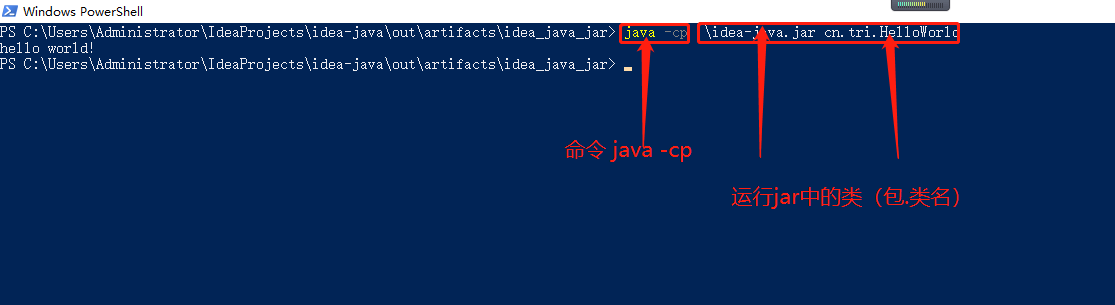 Windows PowerShell
PS C:\Users\Administrator\IdeaProjects\idea-java\out\artifacts\idea_java_jar> java -cp \idea-java.jar cn.tri.HelloWorld
hello world!
PS C:\Users\Administrator\IdeaProjects\idea-java\out\artifacts\idea_java_jar>
命令 java -cp
运行jar中的类（包.类名）